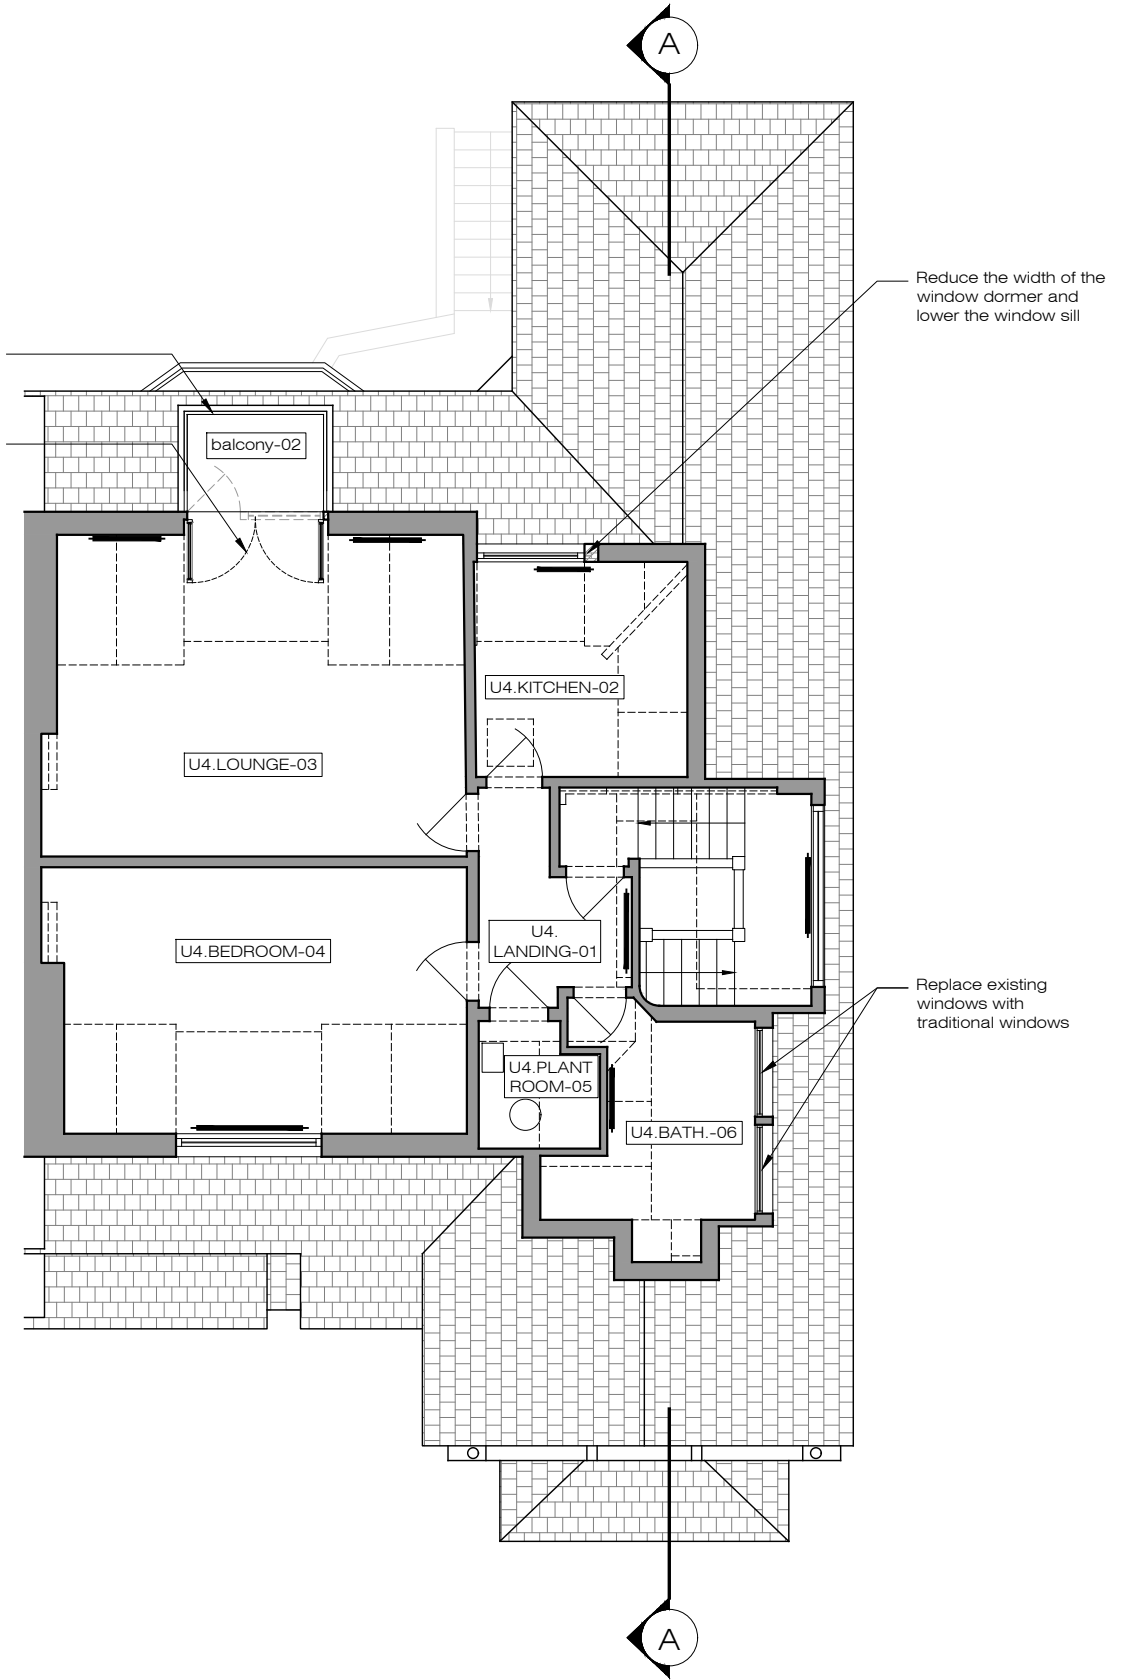 A
Reduce the width of the
window dormer and
lower the window sill
balcony-02
U4.KITCHEN-02
U4.LOUNGE-03
U4.
LANDING-01
U4.BEDROOM-04
Replace existing
windows with
traditional windows
U4.PLANT
ROOM-05
U4.BATH.-06
A